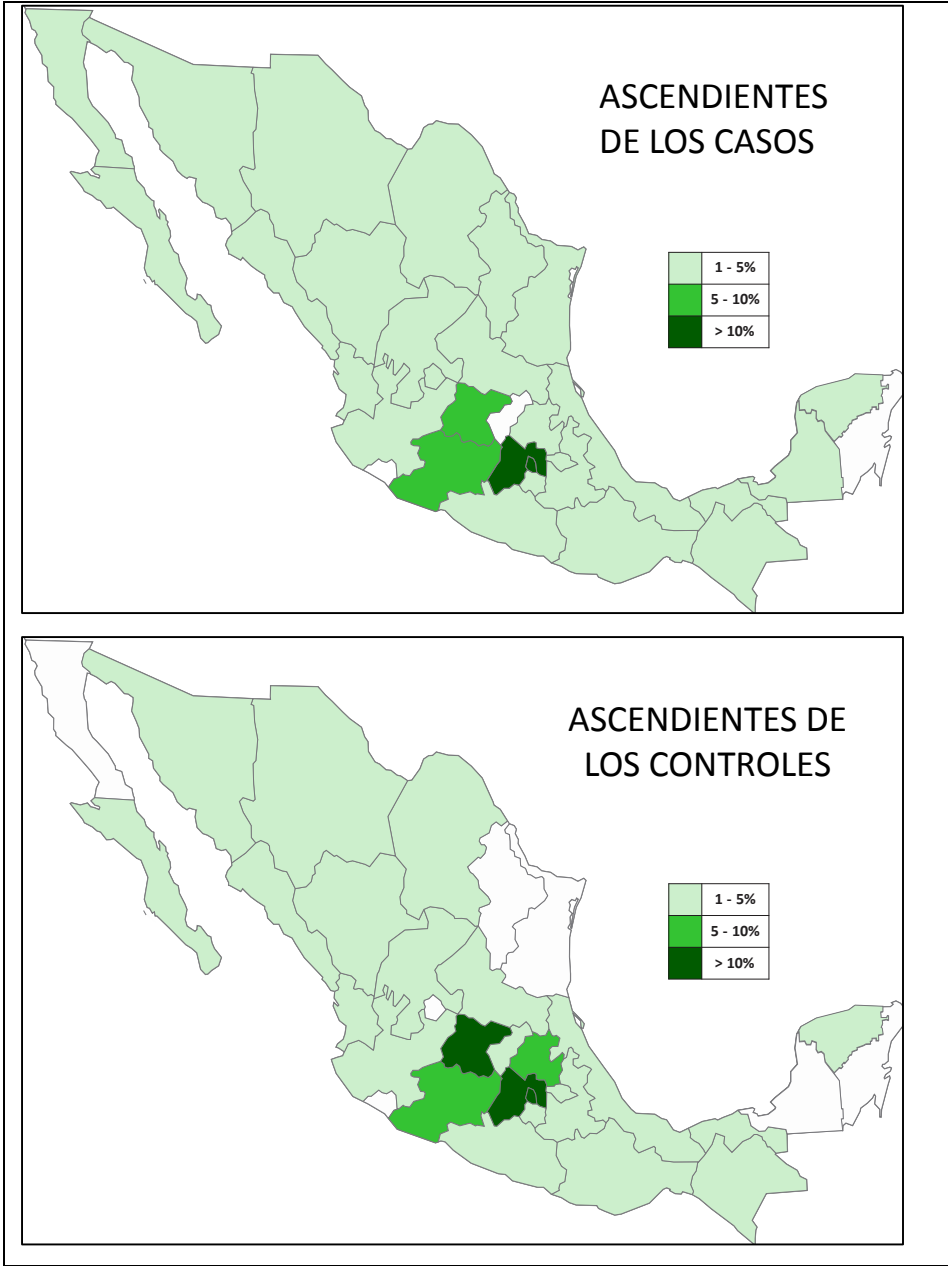 ASCENDIENTES
DE LOS CASOS
1 - 5%
5 - 10%
> 10%
ASCENDIENTES DE
LOS CONTROLES
1 - 5%
5 - 10%
> 10%